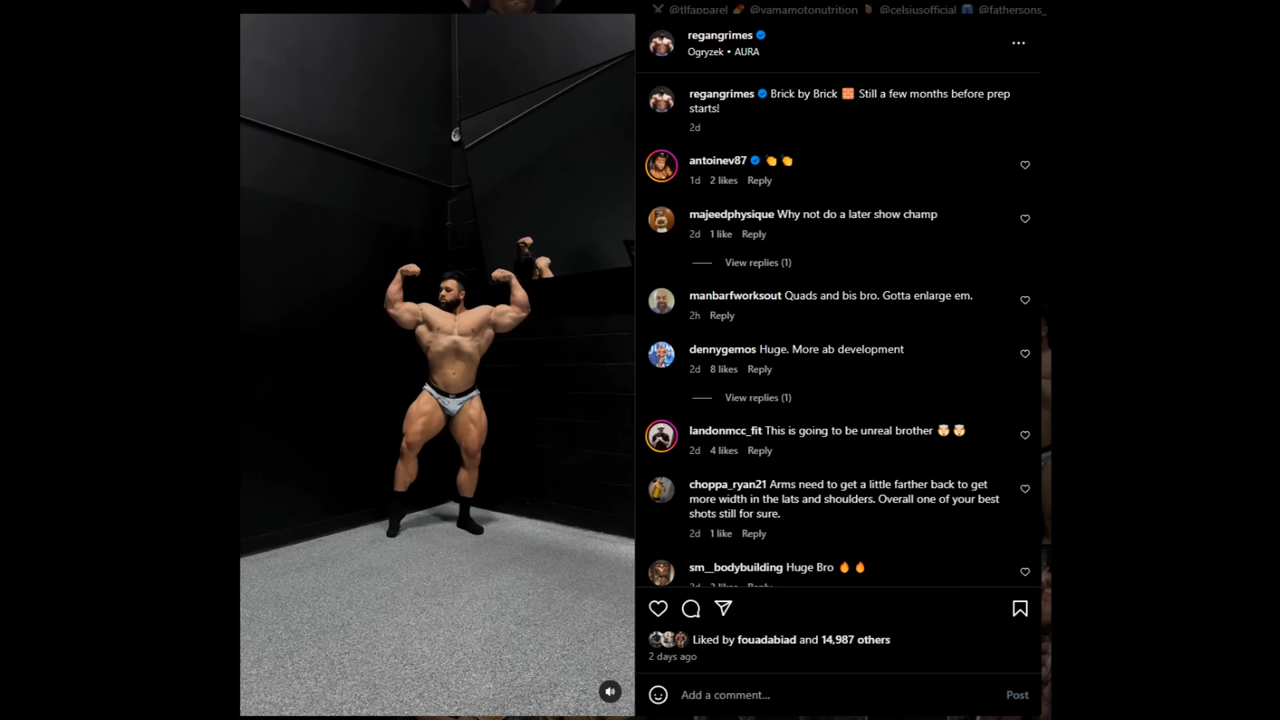 @tlfapparel @yamamotonutrition @celsiusofficial @fathersons_
regangrimes
Ogryzek • AURA
regangrimes Brick by Brick 🧱 Still a few months before prep
starts!
2d
antoinev87 👏 👏
1d 2 likes Reply
majeedphysique Why not do a later show champ
2d 1 like Reply
View replies (1)
manbarfworksout Quads and bis bro. Gotta enlarge em.
2h Reply
dennygemos Huge. More ab development
2d 8 likes Reply
View replies (1)
landonmcc_fit This is going to be unreal brother 🤯 🤯
2d 4 likes Reply
choppa_ryan21 Arms need to get a little farther back to get
more width in the lats and shoulders. Overall one of your best
shots still for sure.
2d 1 like Reply
sm__bodybuilding Huge Bro 🔥 🔥
Liked by fouadabiad and 14,987 others
2 days ago
Add a comment...
Post